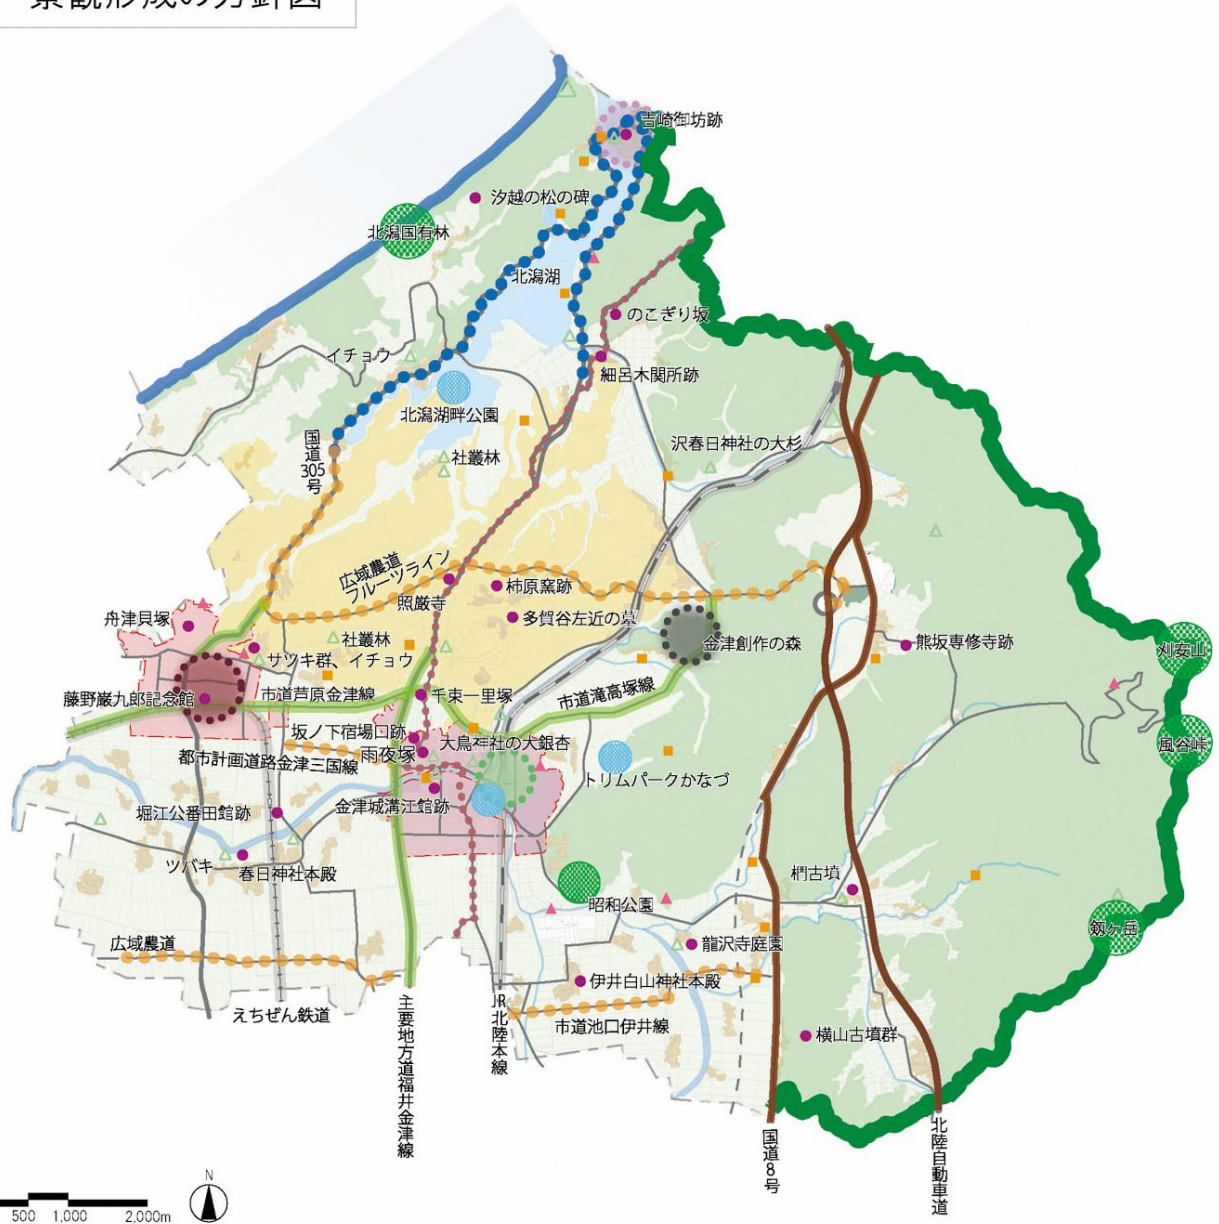 景観形成の方針図
吉崎御坊跡
汐越の松の碑
北潟国有林
北潟湖
のこぎり坂
イチョウ
細呂木関所跡
北潟湖畔公園
国道305号
沢春日神社の大杉
社叢林
広域農道
フルーツライン
柿原窯跡
照厳寺
舟津貝塚
多賀谷左近の墓
社叢林
金津創作の森
熊坂専修寺跡
サツキ群、イチョウ
刈安山
藤野巌九郎記念館
市道芦原金津線
千束一里塚
市道滝高塚線
坂ノ下宿場口跡
大鳥神社の大銀杏
風谷峠
雨夜塚
都市計画道路金津三国線
トリムパークかなづ
堀江公番田館跡
金津城溝江館跡
ツバキ
春日神社本殿
椚古墳
昭和公園
剱ヶ岳
広域農道
龍沢寺庭園
伊井白山神社本殿
えちぜん鉄道
主要地方道福井金津線
JR北陸本線
市道池口伊井線
横山古墳群
国道8号
北陸自動車道
N
500 1,000 2,000m